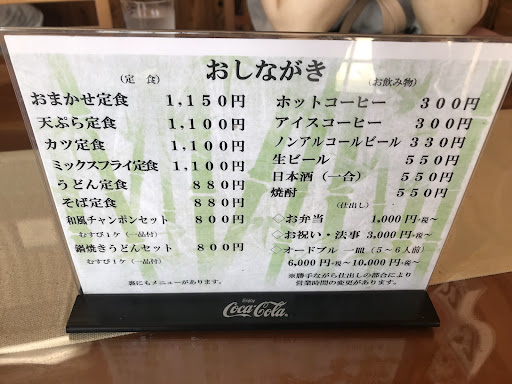 おしながき
（定　食）
おまかせ定食　１,１５０円
天ぷら定食　１,１００円
カツ定食　１,１００円
ミックスフライ定食　１,１００円
うどん定食　８８０円
そば定食　８８０円
和風チャンポンセット　８００円
むすび１ケ（一品付）
鍋焼きうどんセット　８００円
むすび１ケ（一品付）
裏にもメニューがあります。
（お飲み物）
ホットコーヒー　３００円
アイスコーヒー　３００円
ノンアルコールビール　３３０円
生ビール　５５０円
日本酒（一合）　５５０円
焼酎　５５０円
（仕出し）
◇お弁当　1,000円-税～
◇お祝い・法事　3,000円-税～
◇オードブル 一皿（５～６人前）
6,000円-税～10,000円-税～
※勝手ながら仕出しの都合により
営業時間の変更があります。
Enjoy
Coca-Cola